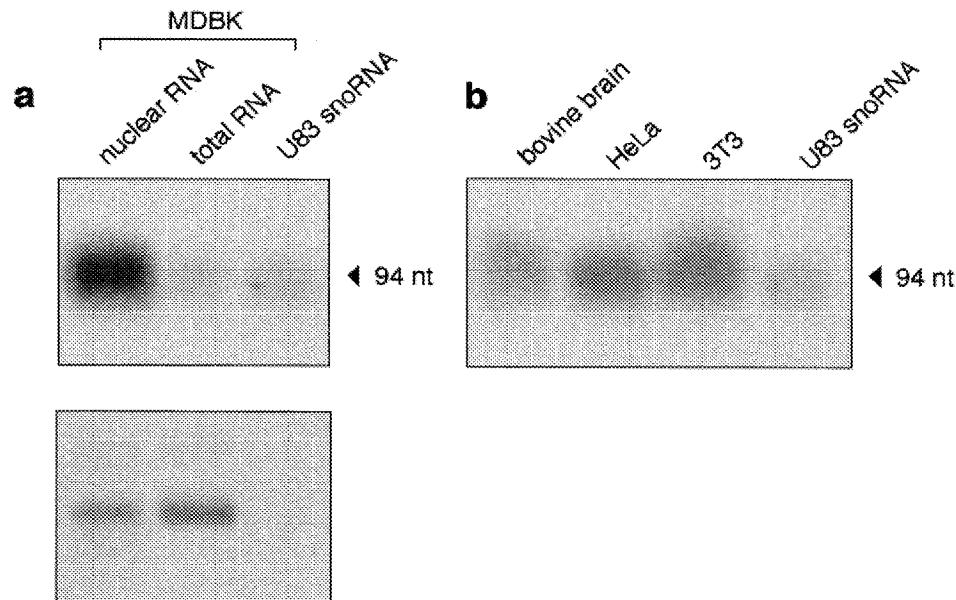 MDBK
a
nuclear RNA
total RNA
U83 snoRNA
◀ 94 nt
b
bovine brain
HeLa
3T3
U83 snoRNA
◀ 94 nt